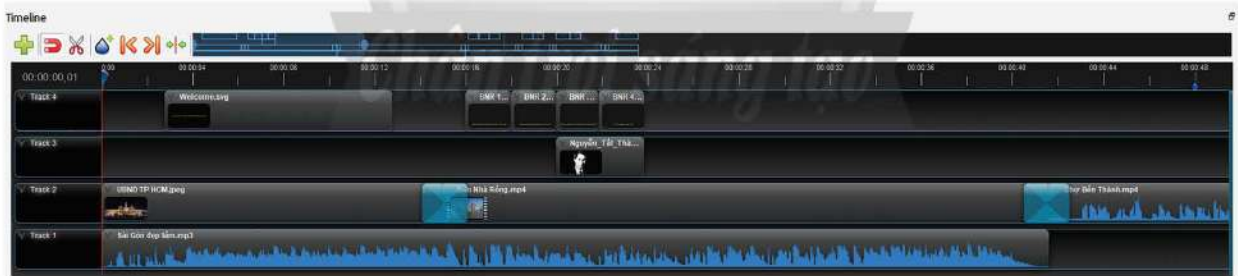 Timeline
00:00:00,01
0:00 00:00:04 00:00:08 00:00:12 00:00:16 00:00:20 00:00:24 00:00:28 00:00:32 00:00:36 00:00:40 00:00:44 00:00:48
Chân trời sáng tạo
Track 4 Welcome.svg BNR 1... BNR 2... BNR ... BNR 4...
Track 3 Nguyễn_Tất_Thà...
Track 2 UBND TP HCM.jpeg Nhà Rồng.mp4 Bến Thành.mp4
Track 1 Sài Gòn đẹp lắm.mp3